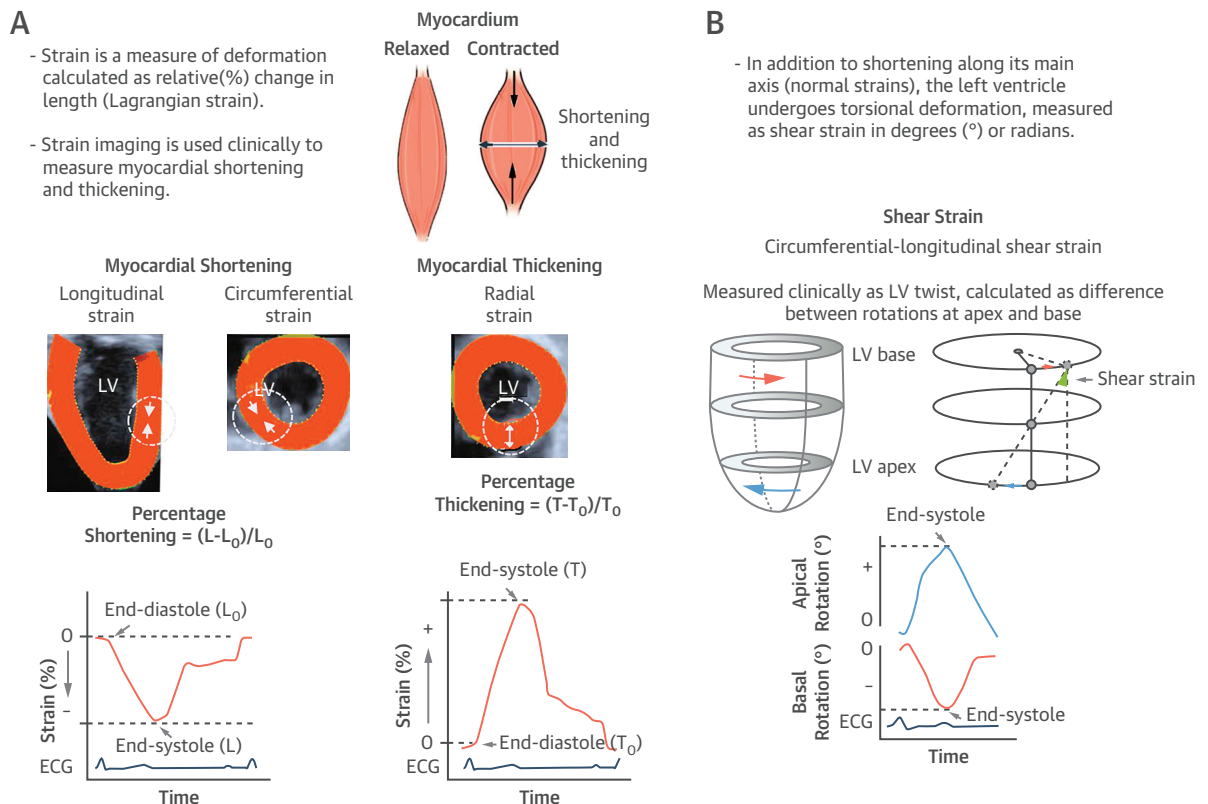 A
- Strain is a measure of deformation
calculated as relative(%) change in
length (Lagrangian strain).
- Strain imaging is used clinically to
measure myocardial shortening
and thickening.
Myocardium
Relaxed
Contracted
Shortening
and
thickening
Myocardial Shortening
Longitudinal
strain
Circumferential
strain
LV
LV
Percentage
Shortening = (L-L₀)/L₀
Myocardial Thickening
Radial
strain
LV
Percentage
Thickening = (T-T₀)/T₀
0
End-diastole (L₀)
Strain (%)
–
End-systole (L)
ECG
Time
End-systole (T)
+
Strain (%)
0
End-diastole (T₀)
ECG
Time
B
- In addition to shortening along its main
axis (normal strains), the left ventricle
undergoes torsional deformation, measured
as shear strain in degrees (°) or radians.
Shear Strain
Circumferential-longitudinal shear strain
Measured clinically as LV twist, calculated as difference
between rotations at apex and base
LV base
Shear strain
LV apex
End-systole
Apical
Rotation (°)
+
0
Basal
Rotation (°)
0
–
End-systole
ECG
Time